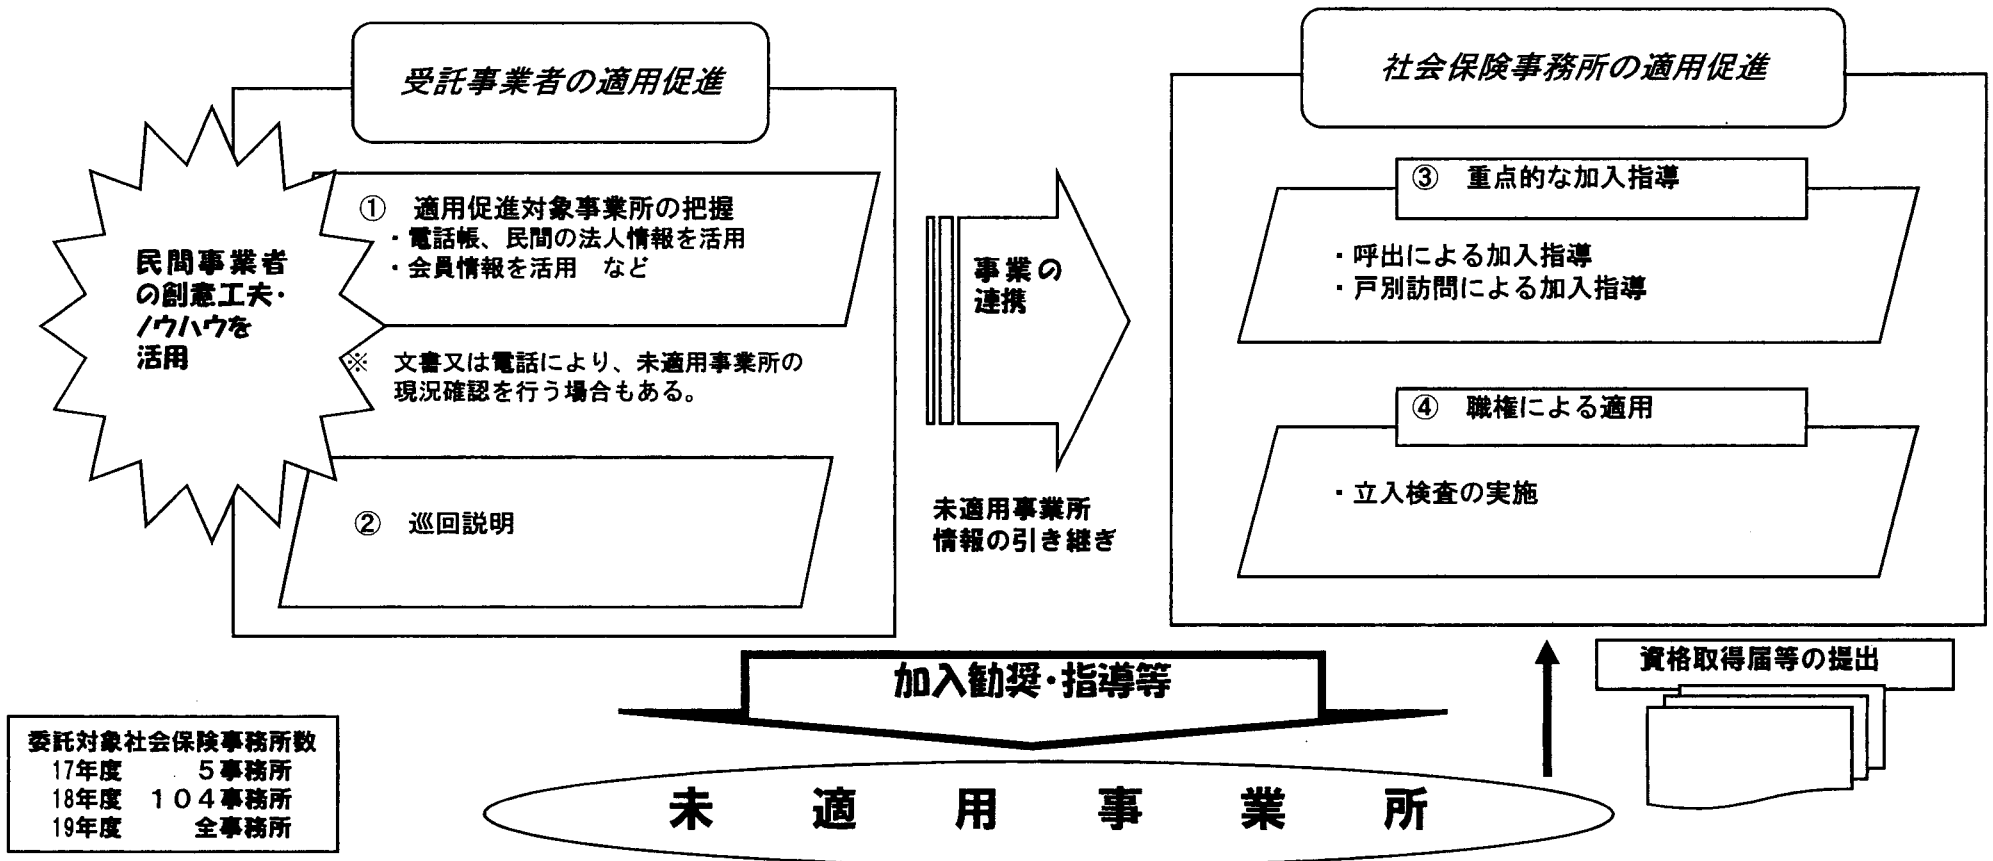 受託事業者の適用促進
民間事業者
の創意工夫・
ノウハウを
活用
①　適用促進対象事業所の把握
・電話帳、民間の法人情報を活用
・会員情報を活用　など
※　文書又は電話により、未適用事業所の
現況確認を行う場合もある。
②　巡回説明
事業の
連携
未適用事業所
情報の引き継ぎ
社会保険事務所の適用促進
③　重点的な加入指導
・呼出による加入指導
・戸別訪問による加入指導
④　職権による適用
・立入検査の実施
加入勧奨・指導等
資格取得届等の提出
委託対象社会保険事務所数
17年度　　　５事務所
18年度　１０４事務所
19年度　　　全事務所
未　適　用　事　業　所